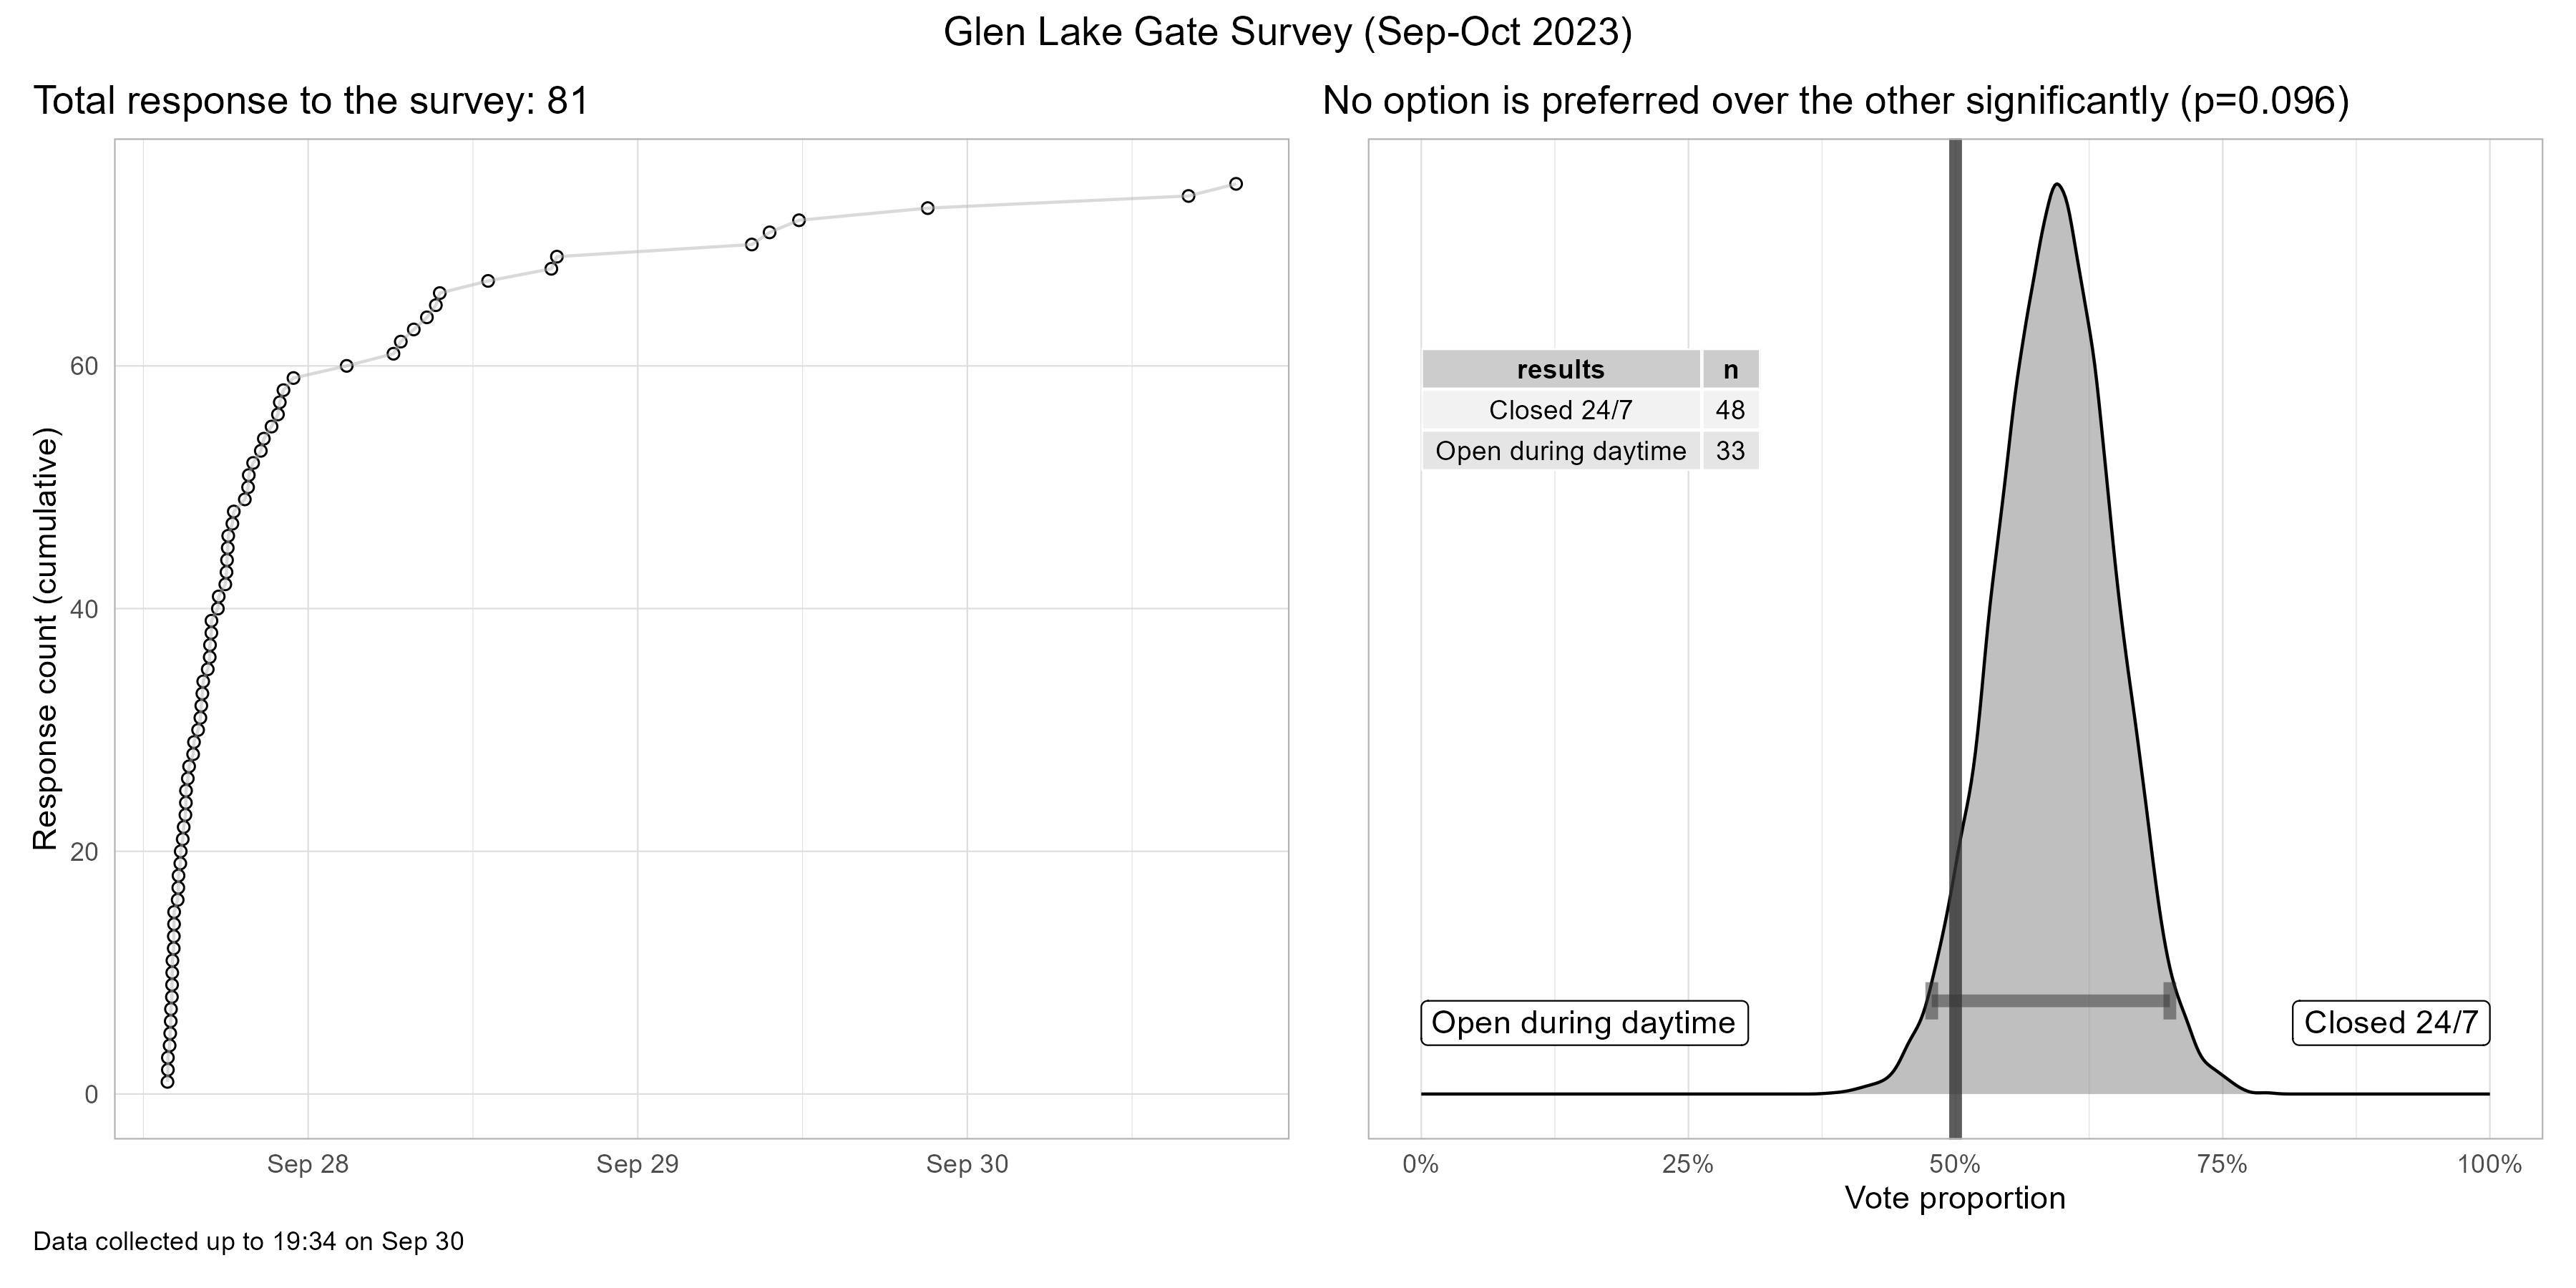 Glen Lake Gate Survey (Sep-Oct 2023)
Total response to the survey: 81
Response count (cumulative)
60
40
20
0
Sep 28 Sep 29 Sep 30
Data collected up to 19:34 on Sep 30
No option is preferred over the other significantly (p=0.096)
results n
Closed 24/7 48
Open during daytime 33
Open during daytime
Closed 24/7
0% 25% 50% 75% 100%
Vote proportion